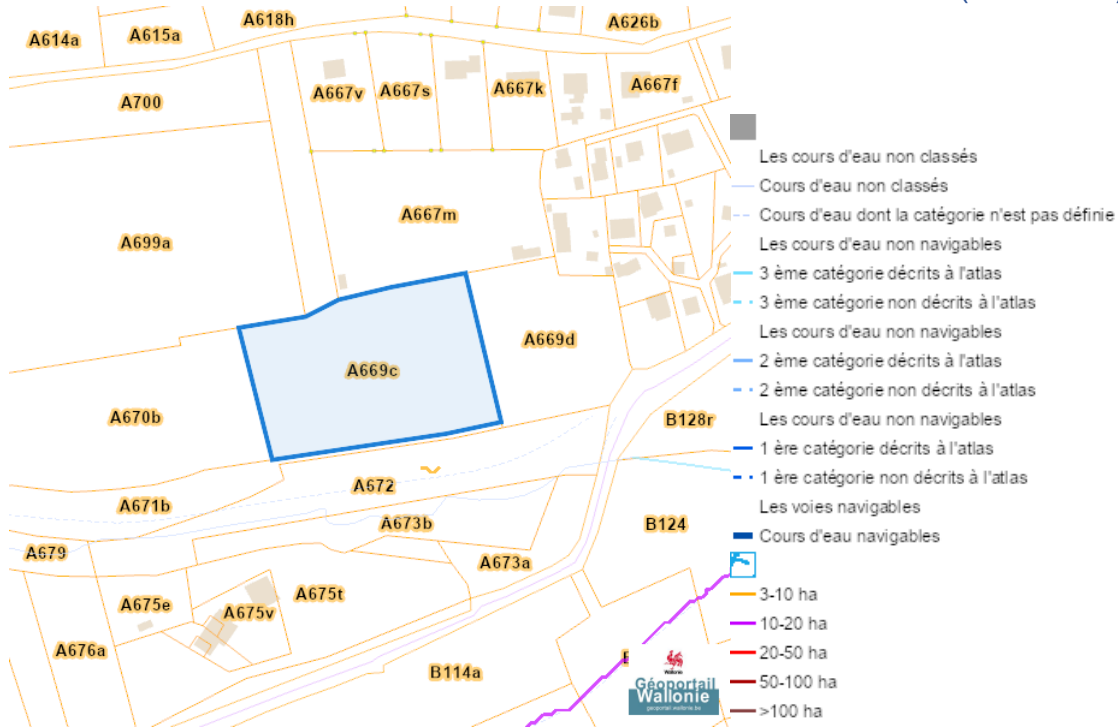 A618h
A626b
A614a
A615a
A667v
A667s
A667k
A667f
A700
A667m
A699a
A669d
A669c
A670b
B128r
A672
A671b
A673b
B124
A679
A673a
A675t
A675e
A675v
A676a
B114a
Wallonie
Géoportail
Wallonie
geoportail.wallonie.be
Les cours d'eau non classés
Cours d'eau non classés
Cours d'eau dont la catégorie n'est pas définie
Les cours d'eau non navigables
3 ème catégorie décrits à l'atlas
3 ème catégorie non décrits à l'atlas
Les cours d'eau non navigables
2 ème catégorie décrits à l'atlas
2 ème catégorie non décrits à l'atlas
Les cours d'eau non navigables
1 ère catégorie décrits à l'atlas
1 ère catégorie non décrits à l'atlas
Les voies navigables
Cours d'eau navigables
3-10 ha
10-20 ha
20-50 ha
50-100 ha
>100 ha